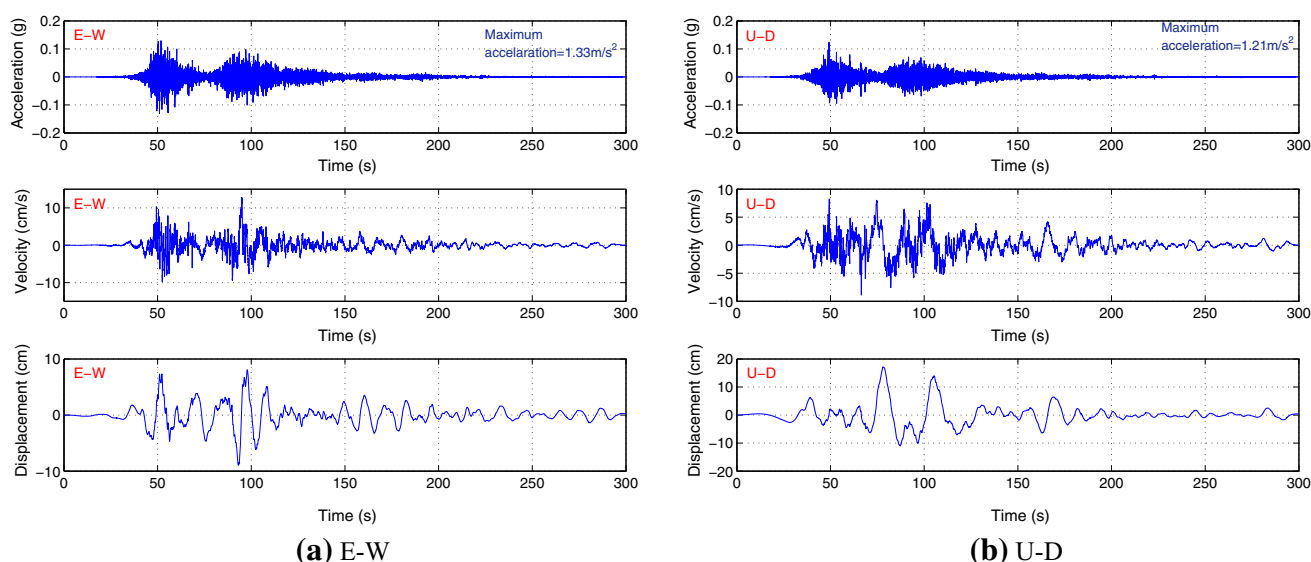 0.2
0.1
0
−0.1
−0.2
Acceleration (g)
E−W
Maximum
accelaration=1.33m/s²
0 50 100 150 200 250 300
Time (s)
10
0
−10
Velocity (cm/s)
E−W
0 50 100 150 200 250 300
Time (s)
10
0
−10
Displacement (cm)
E−W
0 50 100 150 200 250 300
Time (s)
(a) E-W
0.2
0.1
0
−0.1
−0.2
Acceleration (g)
U−D
Maximum
acceleration=1.21m/s²
0 50 100 150 200 250 300
Time (s)
10
5
0
−5
−10
Velocity (cm/s)
U−D
0 50 100 150 200 250 300
Time (s)
20
10
0
−10
−20
Displacement (cm)
U−D
0 50 100 150 200 250 300
Time (s)
(b) U-D